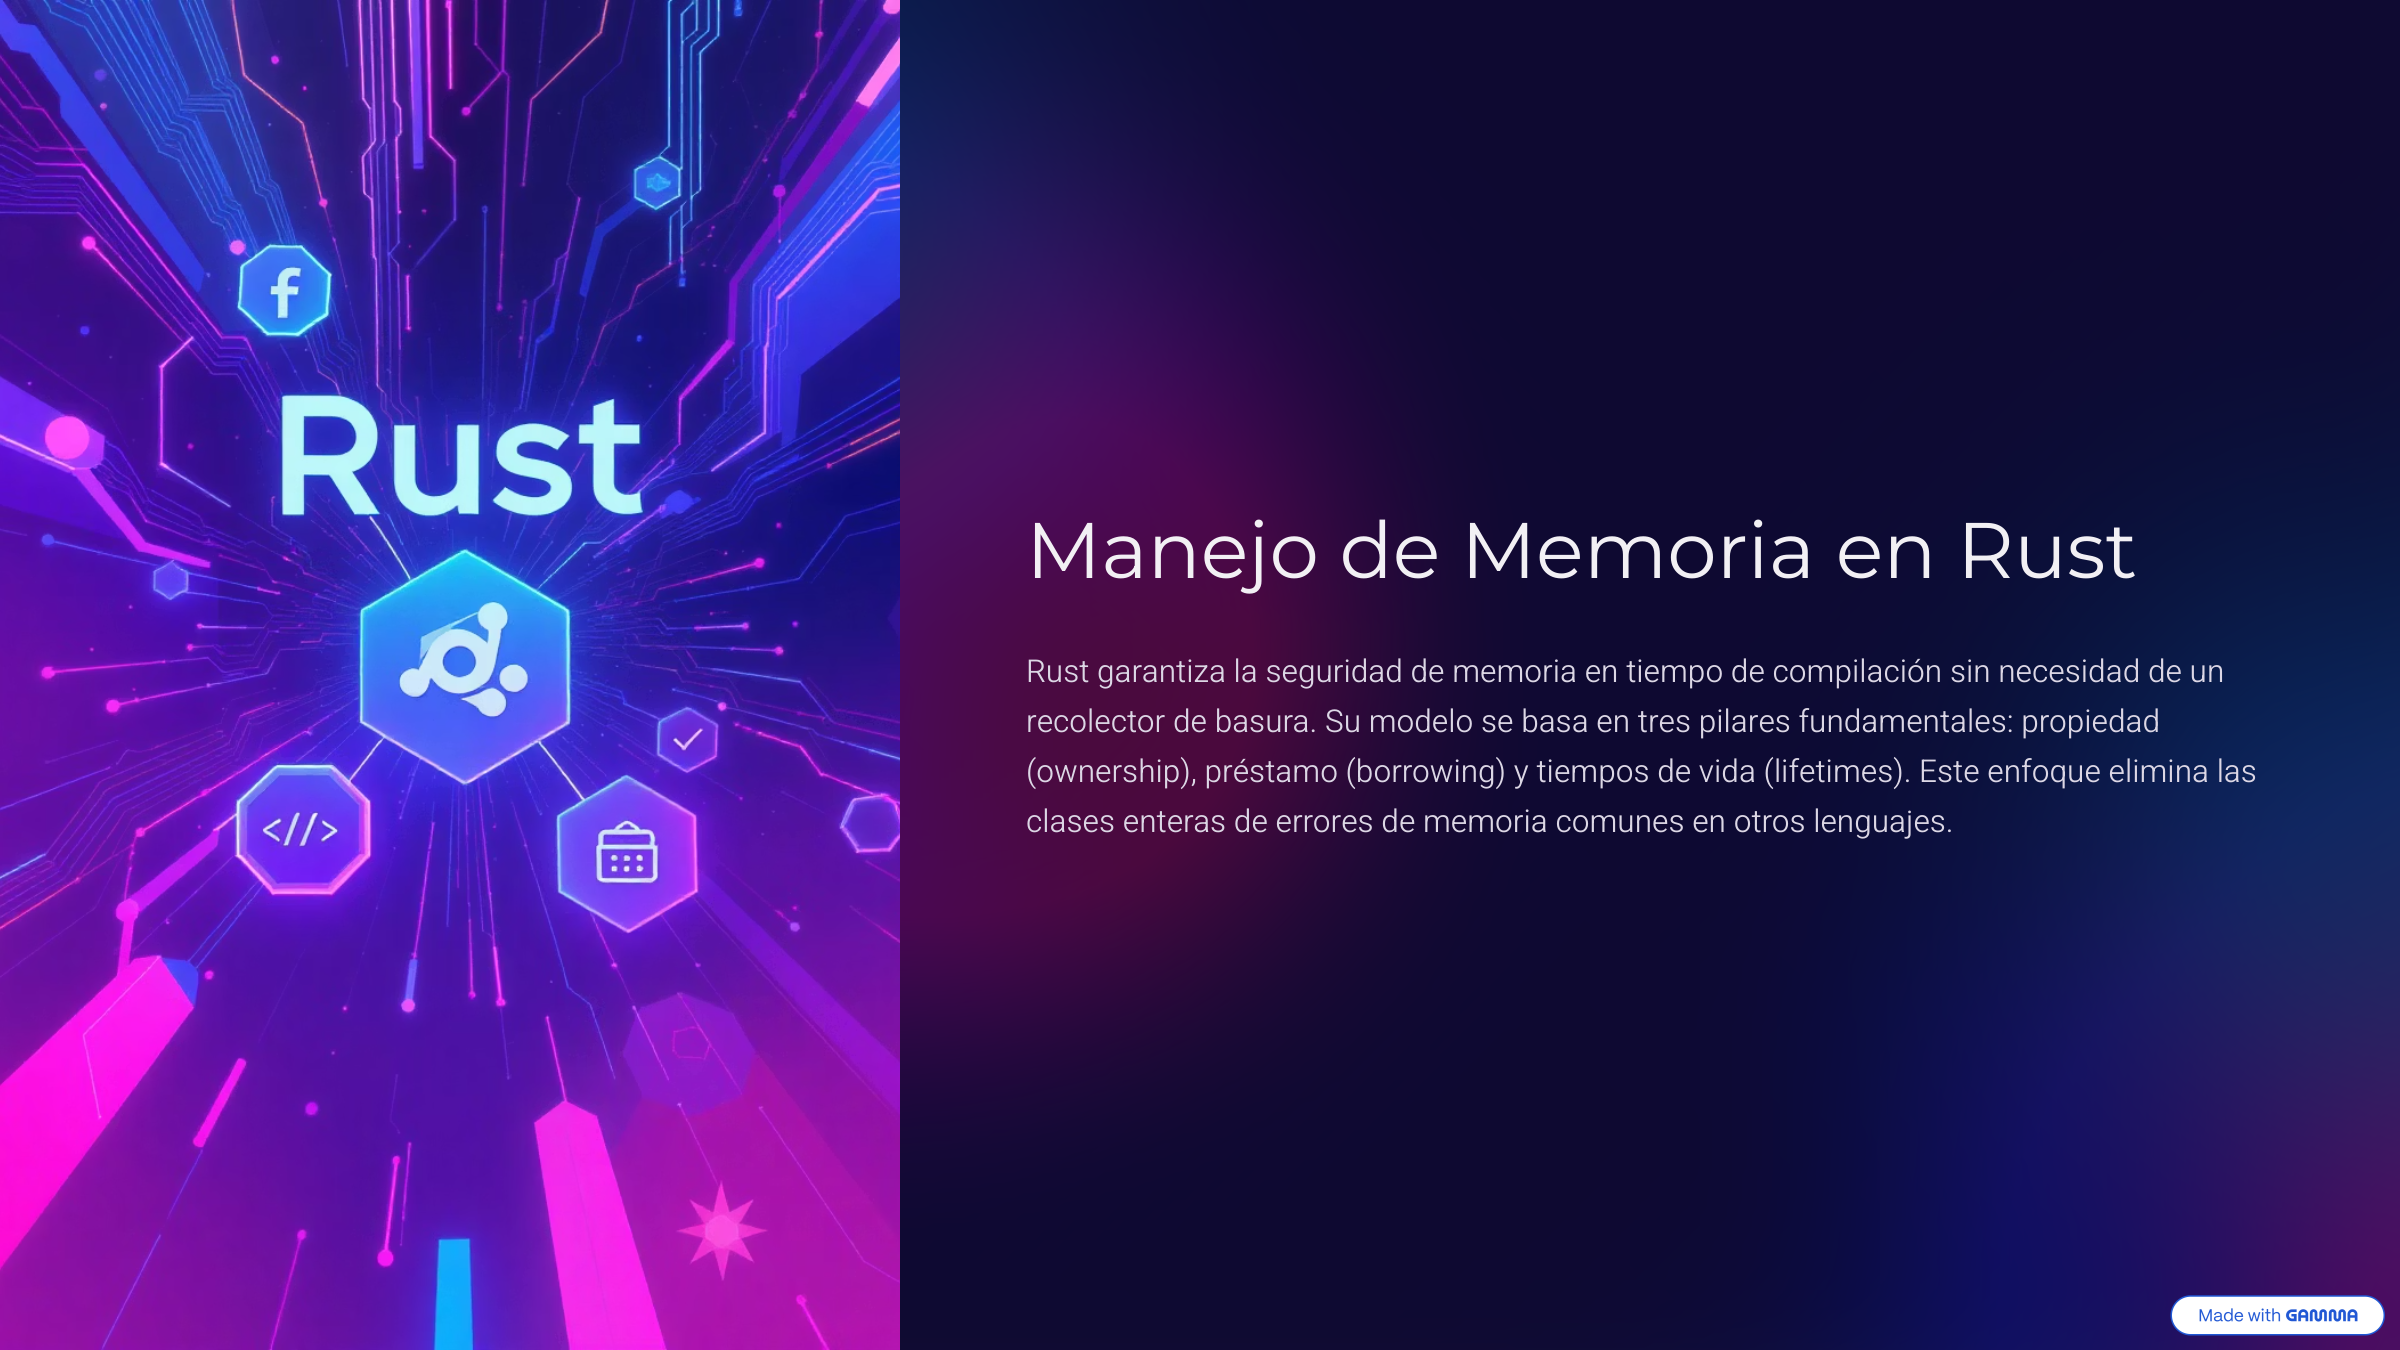 f
Rust
<//>
Manejo de Memoria en Rust
Rust garantiza la seguridad de memoria en tiempo de compilación sin necesidad de un
recolector de basura. Su modelo se basa en tres pilares fundamentales: propiedad
(ownership), préstamo (borrowing) y tiempos de vida (lifetimes). Este enfoque elimina las
clases enteras de errores de memoria comunes en otros lenguajes.
Made with GAMMA